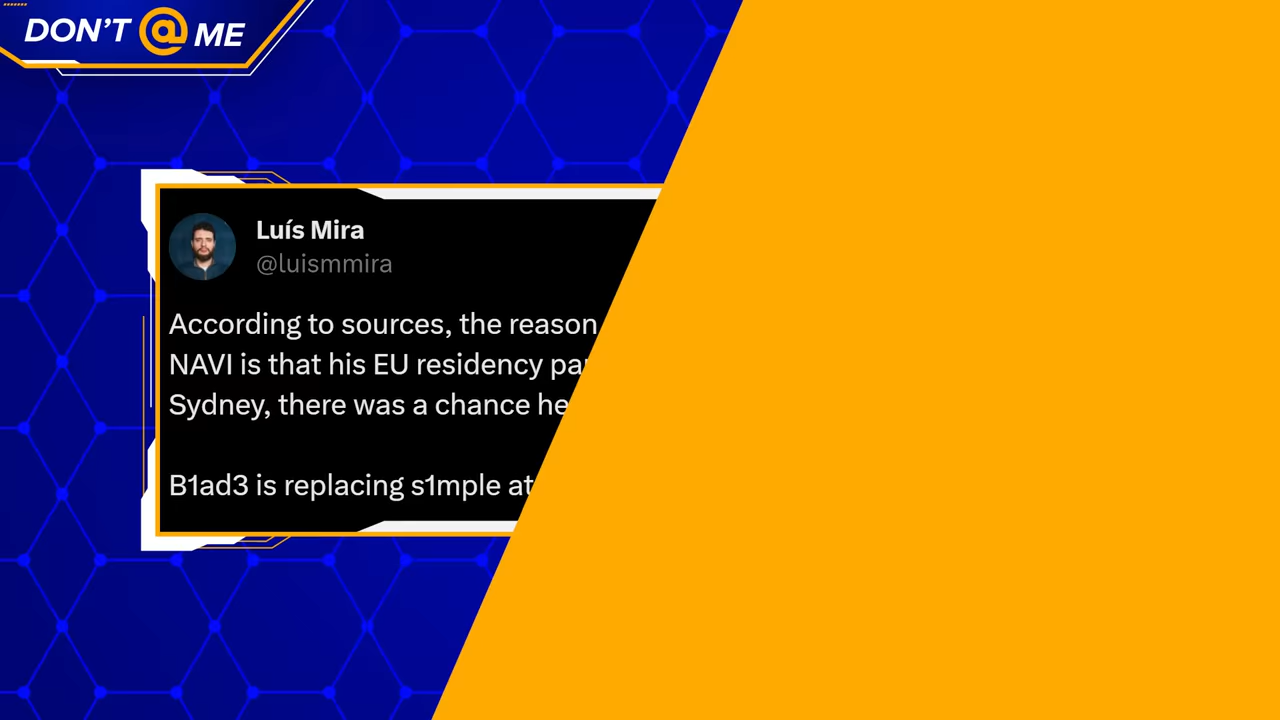 DON'T @ ME
Luís Mira
@luismmira
According to sources, the reason
NAVI is that his EU residency
Sydney, there was a chance he
B1ad3 is replacing s1mple at